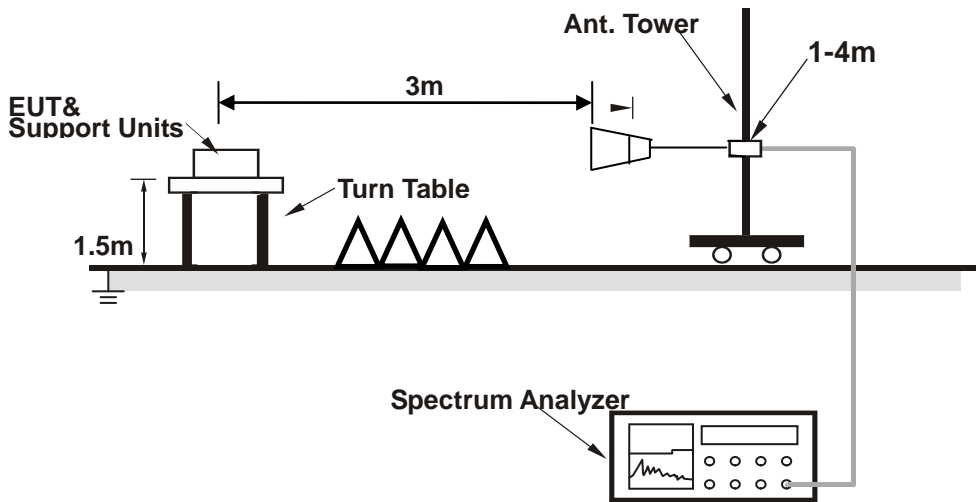 Ant. Tower
1-4m
3m
EUT&
Support Units
Turn Table
1.5m
Spectrum Analyzer